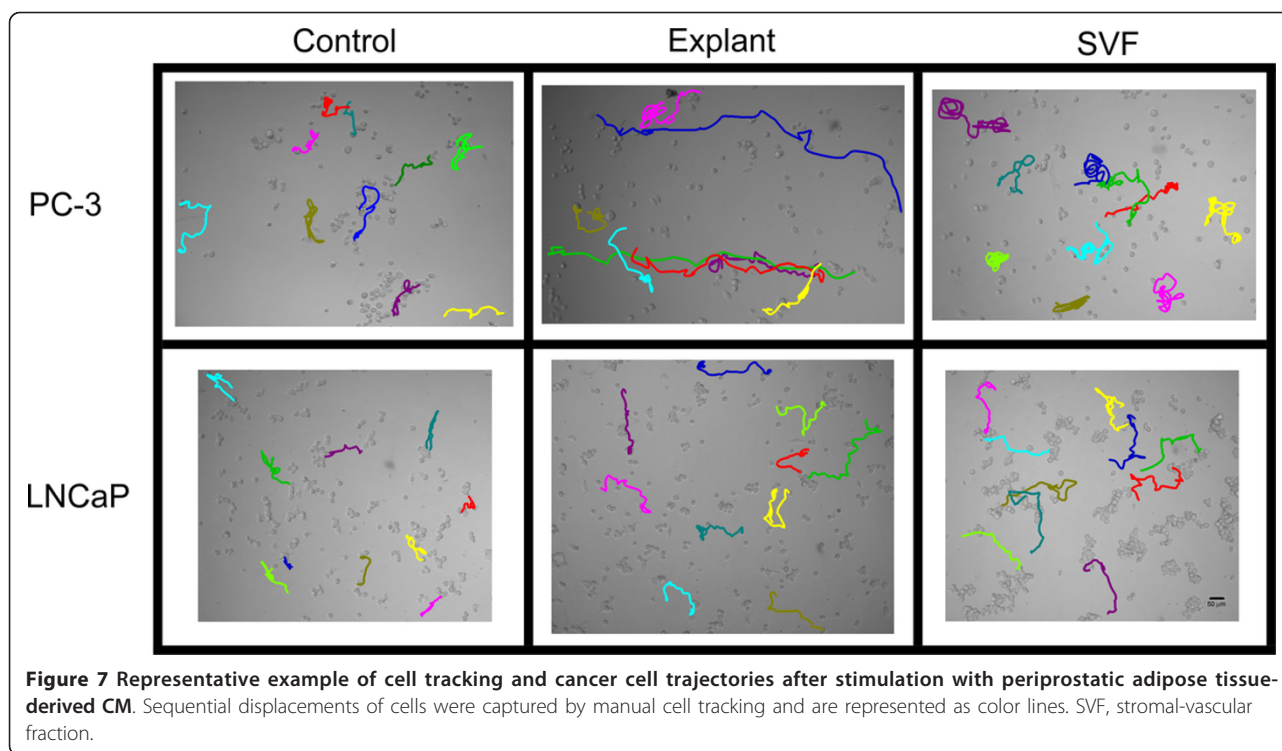 Control Explant SVF
PC-3
LNCaP
50 µm
Figure 7 Representative example of cell tracking and cancer cell trajectories after stimulation with periprostatic adipose tissue-
derived CM. Sequential displacements of cells were captured by manual cell tracking and are represented as color lines. SVF, stromal-vascular
fraction.